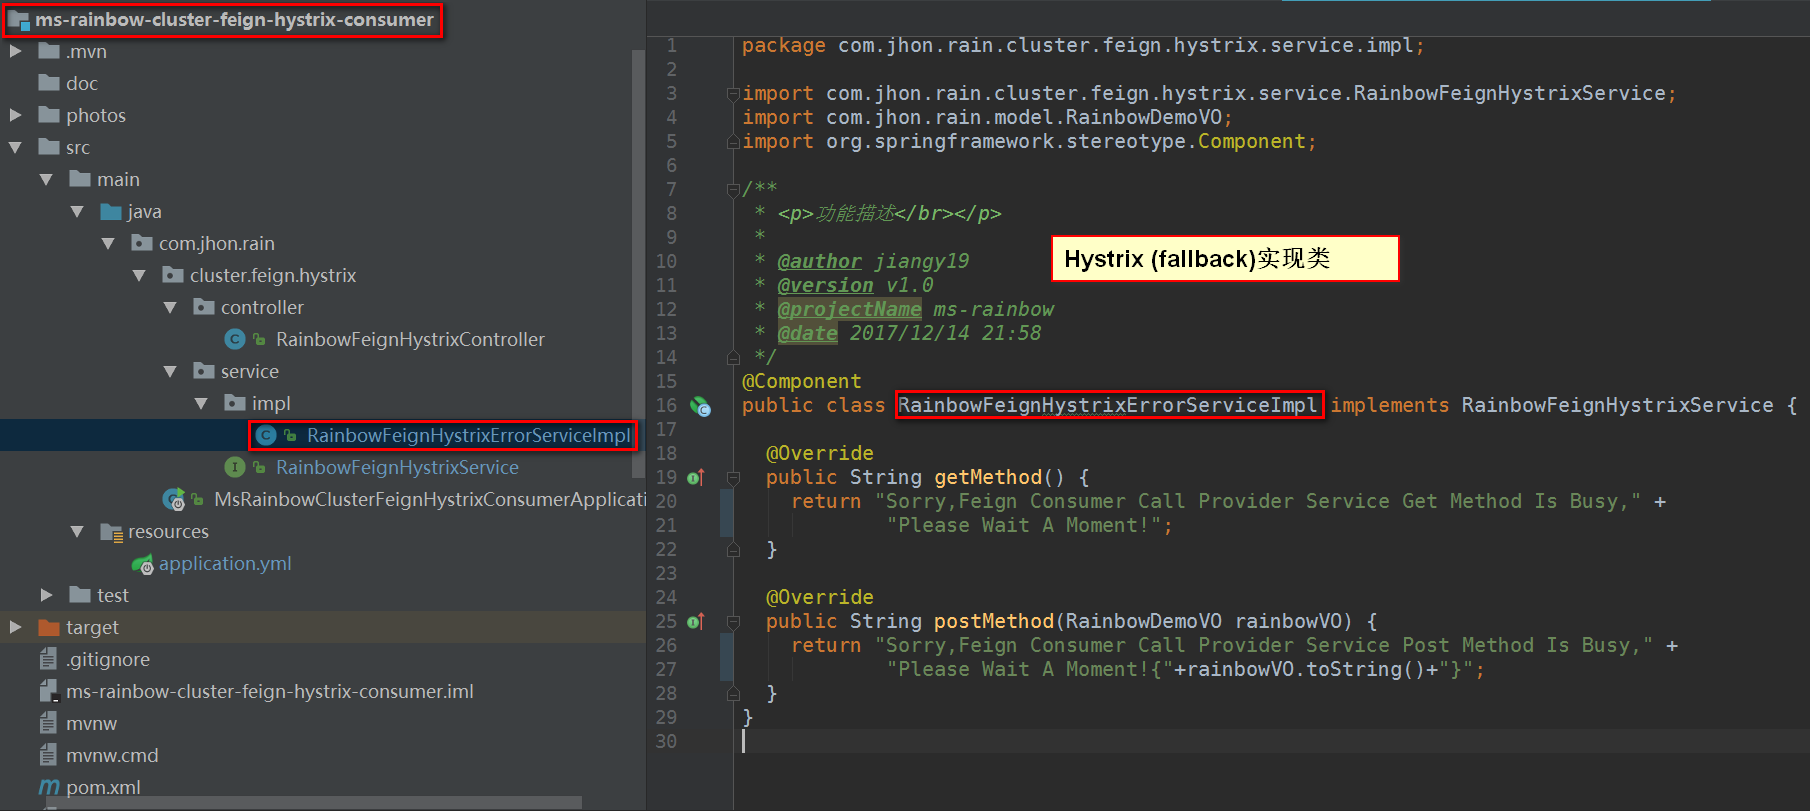 ms-rainbow-cluster-feign-hystrix-consumer
.mvn
doc
photos
src
main
java
com.jhon.rain
cluster.feign.hystrix
controller
RainbowFeignHystrixController
service
impl
RainbowFeignHystrixErrorServiceImpl
RainbowFeignHystrixService
MsRainbowClusterFeignHystrixConsumerApplicati
resources
application.yml
test
target
.gitignore
ms-rainbow-cluster-feign-hystrix-consumer.iml
mvnw
mvnw.cmd
pom.xml
1 package com.jhon.rain.cluster.feign.hystrix.service.impl;
2
3 import com.jhon.rain.cluster.feign.hystrix.service.RainbowFeignHystrixService;
4 import com.jhon.rain.model.RainbowDemoVO;
5 import org.springframework.stereotype.Component;
6
7 /**
8 * <p>功能描述</br></p>
9 *
10 * @author jiangy19
11 * @version v1.0
12 * @projectName ms-rainbow
13 * @date 2017/12/14 21:58
14 */
15 @Component
16 public class RainbowFeignHystrixErrorServiceImpl implements RainbowFeignHystrixService {
17
18 @Override
19 public String getMethod() {
20 return "Sorry,Feign Consumer Call Provider Service Get Method Is Busy," +
21 "Please Wait A Moment!";
22 }
23
24 @Override
25 public String postMethod(RainbowDemoVO rainbowVO) {
26 return "Sorry,Feign Consumer Call Provider Service Post Method Is Busy," +
27 "Please Wait A Moment!{"+rainbowVO.toString()+"}";
28 }
29 }
30
Hystrix (fallback)实现类